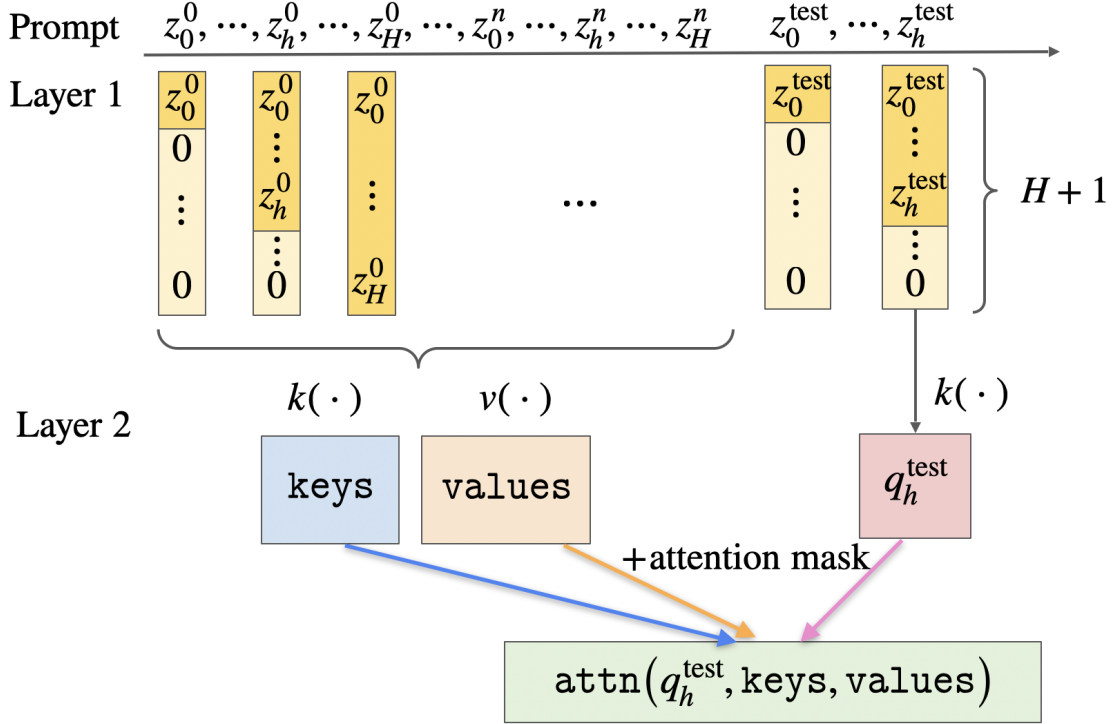 Prompt z_0^0, ⋯, z_h^0, ⋯, z_H^0, ⋯, z_0^n, ⋯, z_h^n, ⋯, z_H^n z_0^test, ⋯, z_h^test
Layer 1 z_0^0 z_0^0 z_0^0 z_0^test z_0^test
0 ⋮ 0 ⋮
⋮ z_h^0 ⋮ ⋯ ⋮ z_h^test H + 1
⋮ ⋮
0 0 z_H^0 0 0
k( · ) v( · ) k( · )
Layer 2
keys values q_h^test
+attention mask
attn(q_h^test, keys, values)